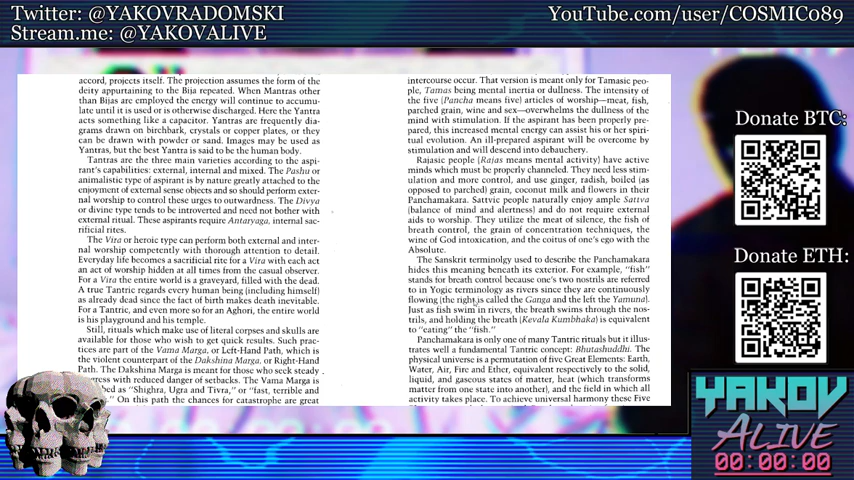 Twitter: @YAKOVRADOMSKI
Stream.me: @YAKOVALIVE
YouTube.com/user/COSMIC089
accord, projects itself. The projection assumes the form of the
deity appurtaining to the Bija repeated. When Mantras other
than Bijas are employed the energy will continue to accumu-
late until it is used or is otherwise discharged. Here the Yantra
acts something like a capacitor. Yantras are frequently dia-
grams drawn on birchbark, crystals or copper plates, or they
can be drawn with powder or sand. Images may be used as
Yantras, but the best Yantra is said to be the human body.
Tantras are the three main varieties according to the aspi-
rant's capabilities: external, internal and mixed. The Pashu or
animalistic type of aspirant is by nature greatly attached to the
enjoyment of external sense objects and so should perform exter-
nal worship to control these urges to outwardness. The Divya
or divine type tends to be introverted and need not bother with
external ritual. These aspirants require Antaryaga, internal sac-
rificial rites.
The Vira or heroic type can perform both external and inter-
nal worship competently with thorough attention to detail.
Everyday life becomes a sacrificial rite for a Vira with each act
an act of worship hidden at all times from the casual observer.
For a Vira the entire world is a graveyard, filled with the dead.
A true Tantric regards every human being (including himself)
as already dead since the fact of birth makes death inevitable.
For a Tantric, and even more so for an Aghori, the entire world
is his playground and his temple.
Still, rituals which make use of literal corpses and skulls are
available for those who wish to get quick results. Such prac-
tices are part of the Vama Marga, or Left-Hand Path, which is
the violent counterpart of the Dakshina Marga, or Right-Hand
Path. The Dakshina Marga is meant for those who seek steady
gress with reduced danger of setbacks. The Vama Marga is
bed as "Shighra, Ugra and Tivra," or "fast, terrible and
On this path the chances for catastrophe are great
intercourse occur. That version is meant only for Tamasic peo-
ple, Tamas being mental inertia or dullness. The intensity of
the five (Pancha means five) articles of worship—meat, fish,
parched grain, wine and sex—overwhelms the dullness of the
mind with stimulation. If the aspirant has been properly pre-
pared, this increased mental energy can assist his or her spiri-
tual evolution. An ill-prepared aspirant will be overcome by
stimulation and will descend into debauchery.
Rajasic people (Rajas means mental activity) have active
minds which must be properly channeled. They need less stim-
ulation and more control, and use ginger, radish, boiled (as
opposed to parched) grain, coconut milk and flowers in their
Panchamakara. Sattvic people naturally enjoy ample Sattva
(balance of mind and alertness) and do not require external
aids to worship. They utilize the meat of silence, the fish of
breath control, the grain of concentration techniques, the
wine of God intoxication, and the coitus of one's ego with the
Absolute.
The Sanskrit terminolgy used to describe the Panchamakara
hides this meaning beneath its exterior. For example, "fish"
stands for breath control because one's two nostrils are referred
to in Yogic terminology as rivers since they are continuously
flowing (the right is called the Ganga and the left the Yamuna).
Just as fish swim in rivers, the breath swims through the nos-
trils, and holding the breath (Kevala Kumbhaka) is equivalent
to "eating" the "fish."
Panchamakara is only one of many Tantric rituals but it illus-
trates well a fundamental Tantric concept: Bhutashuddhi. The
physical universe is a permutation of five Great Elements: Earth,
Water, Air, Fire and Ether, equivalent respectively to the solid,
liquid, and gaseous states of matter, heat (which transforms
matter from one state into another), and the field in which all
activity takes place. To achieve universal harmony these Five
Donate BTC:
Donate ETH:
YAKOV
ALIVE
00:00:00